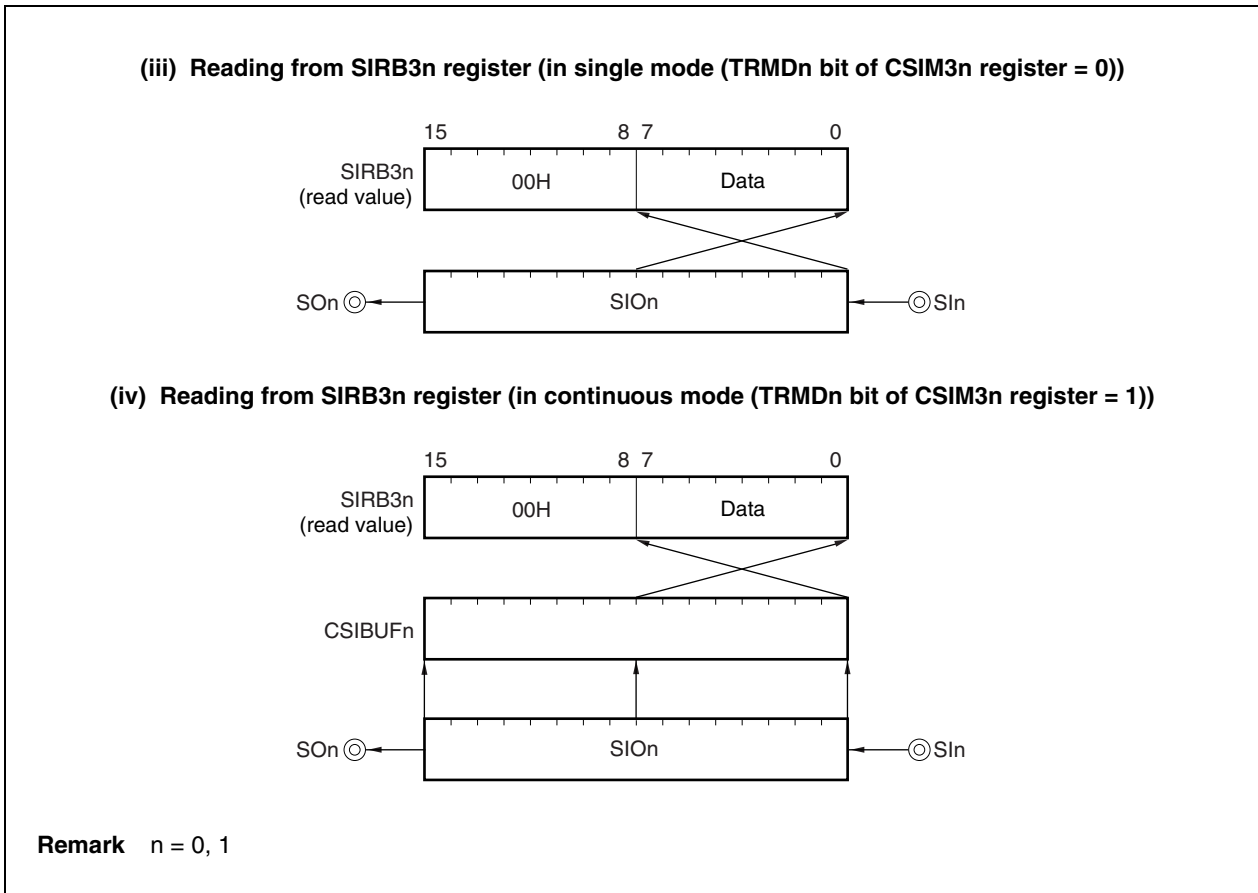 (iii) Reading from SIRB3n register (in single mode (TRMDn bit of CSIM3n register = 0))
15 8 7 0
SIRB3n
(read value)
00H Data
SOn SIOn SIn
(iv) Reading from SIRB3n register (in continuous mode (TRMDn bit of CSIM3n register = 1))
15 8 7 0
SIRB3n
(read value)
00H Data
CSIBUFn
SOn SIOn SIn
Remark n = 0, 1